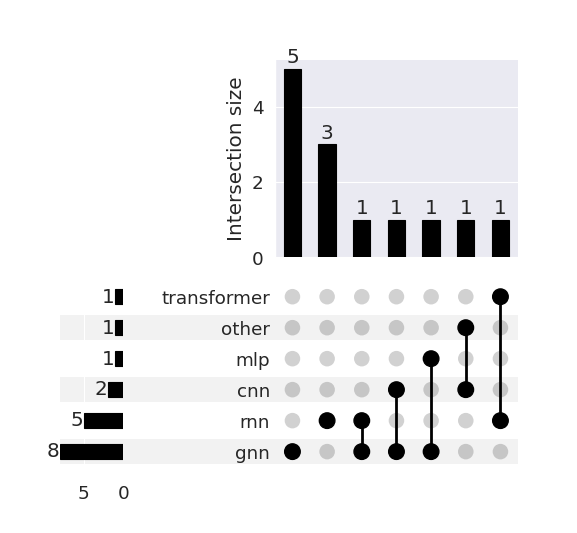 5
3
1 1 1 1 1
Intersection size
4
2
0
1 transformer
1 other
1 mlp
2 cnn
5 rnn
8 gnn
5 0